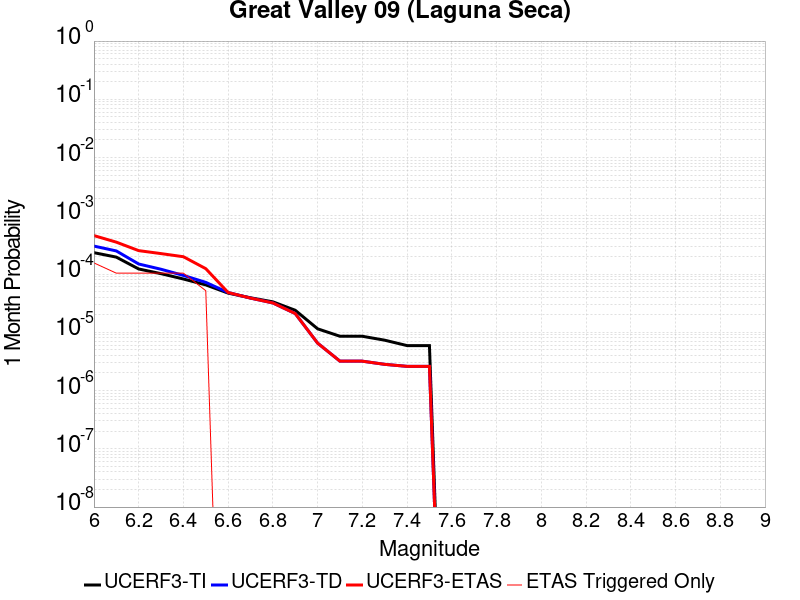 Great Valley 09 (Laguna Seca)
10^0
10^-1
10^-2
10^-3
10^-4
10^-5
10^-6
10^-7
10^-8
1 Month Probability
6 6.2 6.4 6.6 6.8 7 7.2 7.4 7.6 7.8 8 8.2 8.4 8.6 8.8 9
Magnitude
UCERF3-TI UCERF3-TD UCERF3-ETAS ETAS Triggered Only